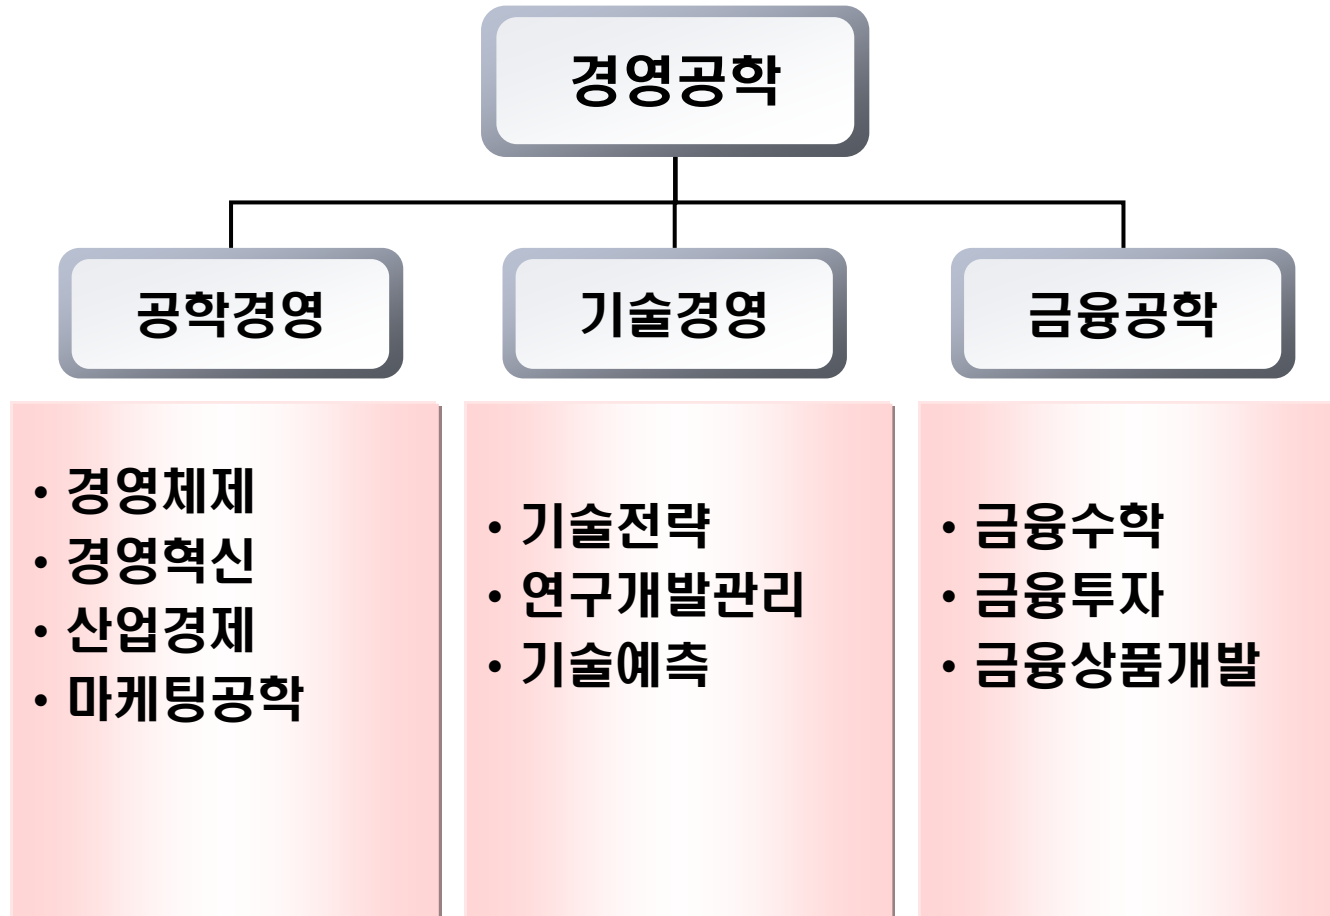 경영공학
공학경영
기술경영
금융공학
• 경영체제
• 경영혁신
• 산업경제
• 마케팅공학
• 기술전략
• 연구개발관리
• 기술예측
• 금융수학
• 금융투자
• 금융상품개발